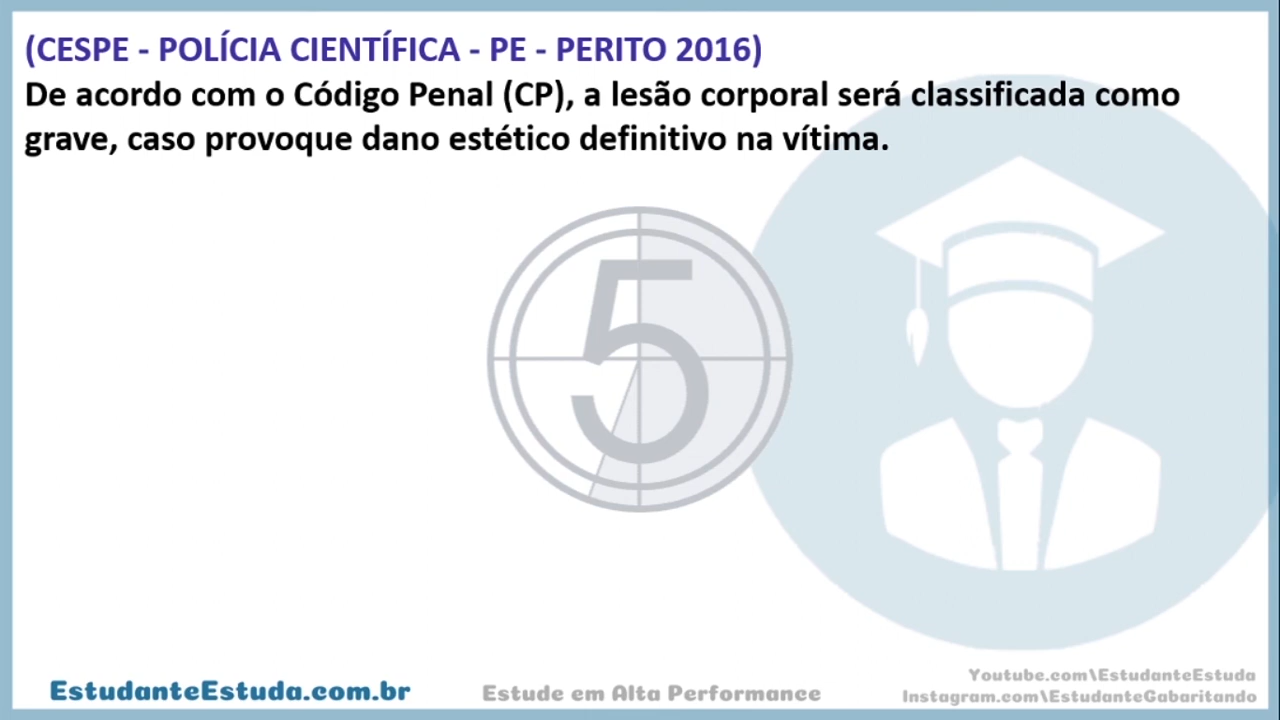 (CESPE - POLÍCIA CIENTÍFICA - PE - PERITO 2016)
De acordo com o Código Penal (CP), a lesão corporal será classificada como
grave, caso provoque dano estético definitivo na vítima.
5
EstudanteEstuda.com.br
Estude em Alta Performance
Youtube.com\EstudanteEstuda
Instagram.com\EstudanteGabaritando